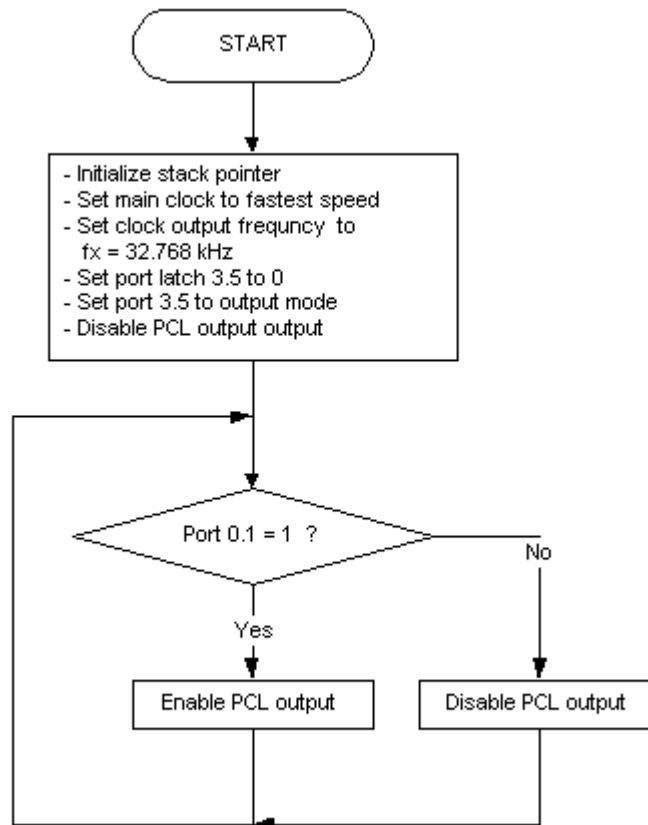 START
- Initialize stack pointer
- Set main clock to fastest speed
- Set clock output frequncy to
fx = 32.768 kHz
- Set port latch 3.5 to 0
- Set port 3.5 to output mode
- Disable PCL output output
Port 0.1 = 1 ?
No
Yes
Enable PCL output
Disable PCL output